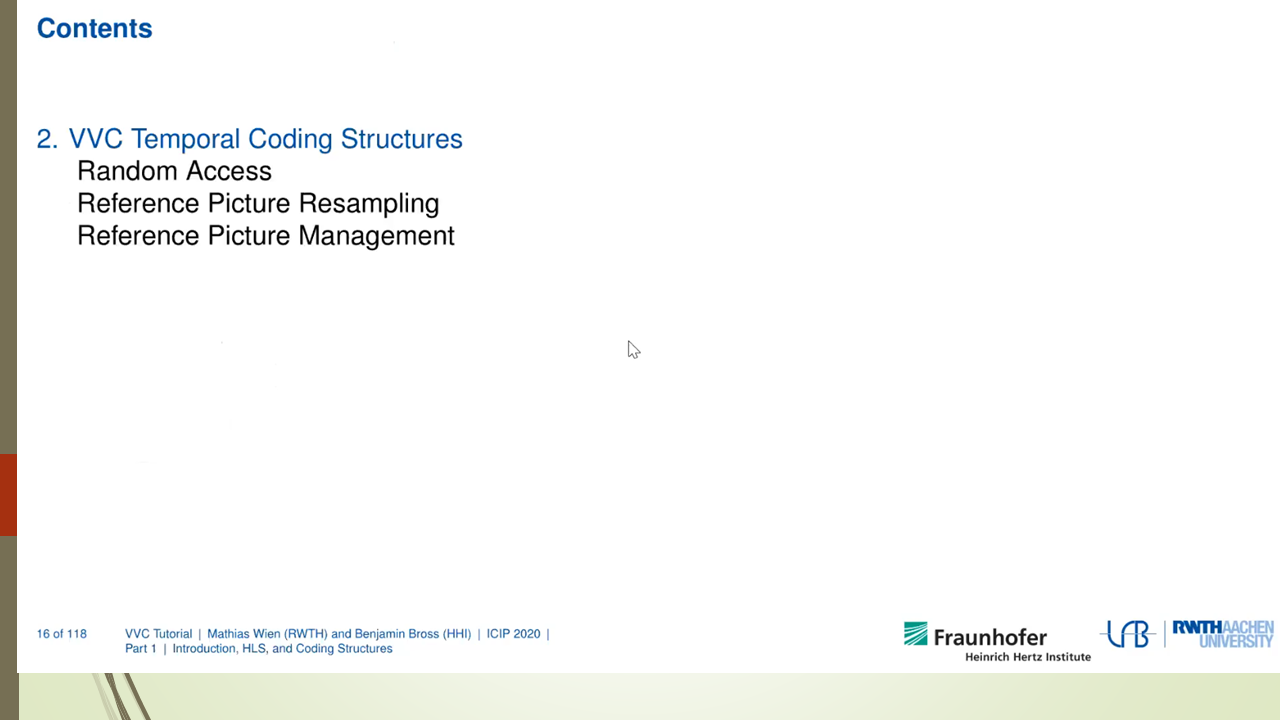 Contents
2. VVC Temporal Coding Structures
Random Access
Reference Picture Resampling
Reference Picture Management
16 of 118
VVC Tutorial | Mathias Wien (RWTH) and Benjamin Bross (HHI) | ICIP 2020 |
Part 1 | Introduction, HLS, and Coding Structures
Fraunhofer
Heinrich Hertz Institute
LfB
RWTH AACHEN
UNIVERSITY